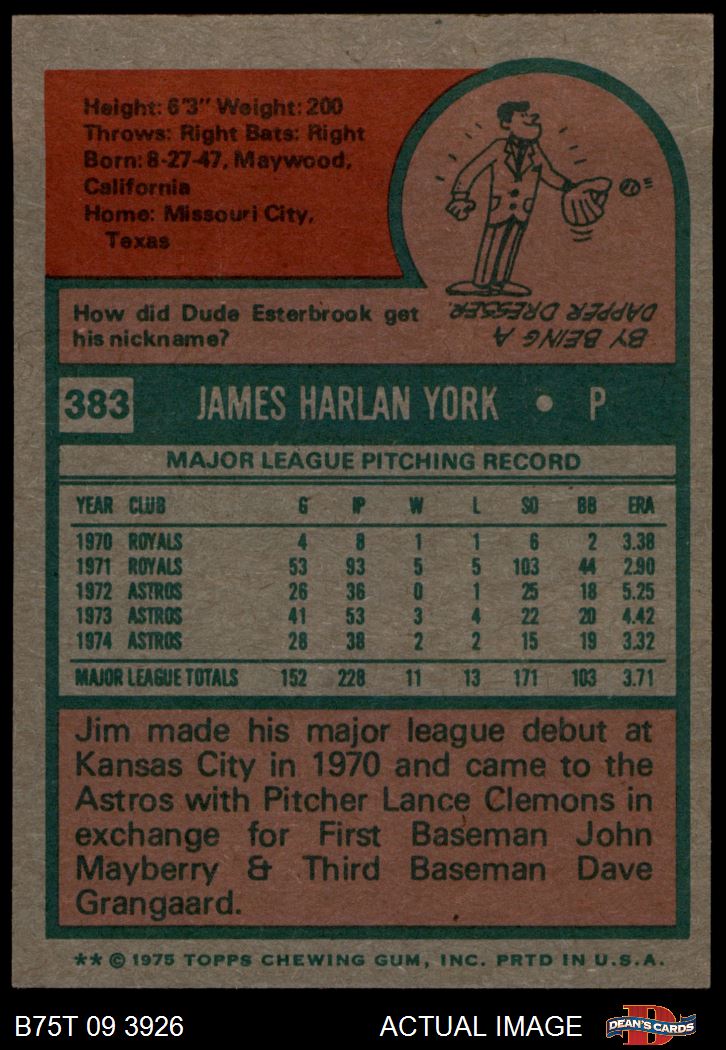 Height: 6'3" Weight: 200
Throws: Right Bats: Right
Born: 8-27-47, Maywood,
California
Home: Missouri City,
Texas
How did Dude Esterbrook get
his nickname?
BY BEING A
DAPPER DRESSER.
383 JAMES HARLAN YORK • P
MAJOR LEAGUE PITCHING RECORD
YEAR CLUB G IP W L SO BB ERA
1970 ROYALS 4 8 1 1 6 2 3.38
1971 ROYALS 53 93 5 5 103 44 2.90
1972 ASTROS 26 36 0 1 25 18 5.25
1973 ASTROS 41 53 3 4 22 20 4.42
1974 ASTROS 28 38 2 2 15 19 3.32
MAJOR LEAGUE TOTALS 152 228 11 13 171 103 3.71
Jim made his major league debut at
Kansas City in 1970 and came to the
Astros with Pitcher Lance Clemons in
exchange for First Baseman John
Mayberry & Third Baseman Dave
Grangaard.
** © 1975 TOPPS CHEWING GUM, INC. PRTD IN U.S.A.
B75T 09 3926 ACTUAL IMAGE D DEAN'S CARDS